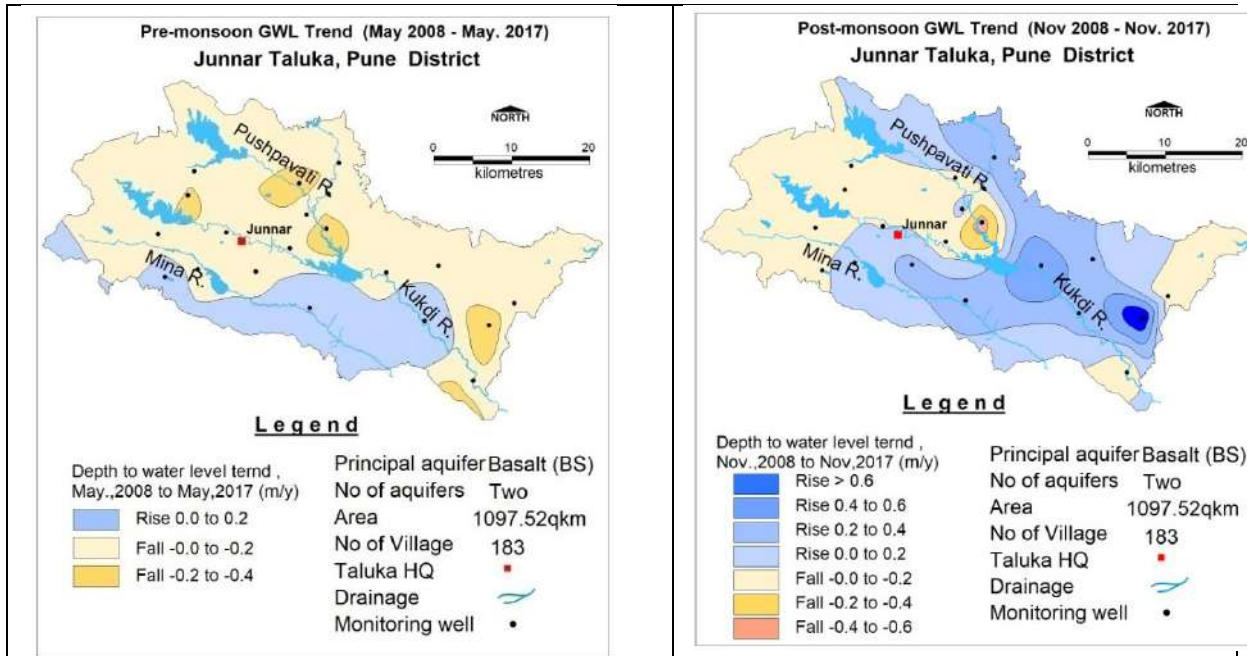 Pre-monsoon GWL Trend (May 2008 - May. 2017)
Junnar Taluka, Pune District
NORTH
0 10 20
kilometres
Pushpavati R.
Junnar
Mina R.
Kukdi R.
Legend
Depth to water level ternd ,
May.,2008 to May,2017 (m/y)
Rise 0.0 to 0.2
Fall -0.0 to -0.2
Fall -0.2 to -0.4
Principal aquifer Basalt (BS)
No of aquifers Two
Area 1097.52qkm
No of Village 183
Taluka HQ
Drainage
Monitoring well
Post-monsoon GWL Trend (Nov 2008 - Nov. 2017)
Junnar Taluka, Pune District
NORTH
0 10 20
kilometres
Pushpavati R.
Junnar
Mina R.
Kukdi R.
Legend
Depth to water level ternd ,
Nov.,2008 to Nov,2017 (m/y)
Rise > 0.6
Rise 0.4 to 0.6
Rise 0.2 to 0.4
Rise 0.0 to 0.2
Fall -0.0 to -0.2
Fall -0.2 to -0.4
Fall -0.4 to -0.6
Principal aquifer Basalt (BS)
No of aquifers Two
Area 1097.52qkm
No of Village 183
Taluka HQ
Drainage
Monitoring well